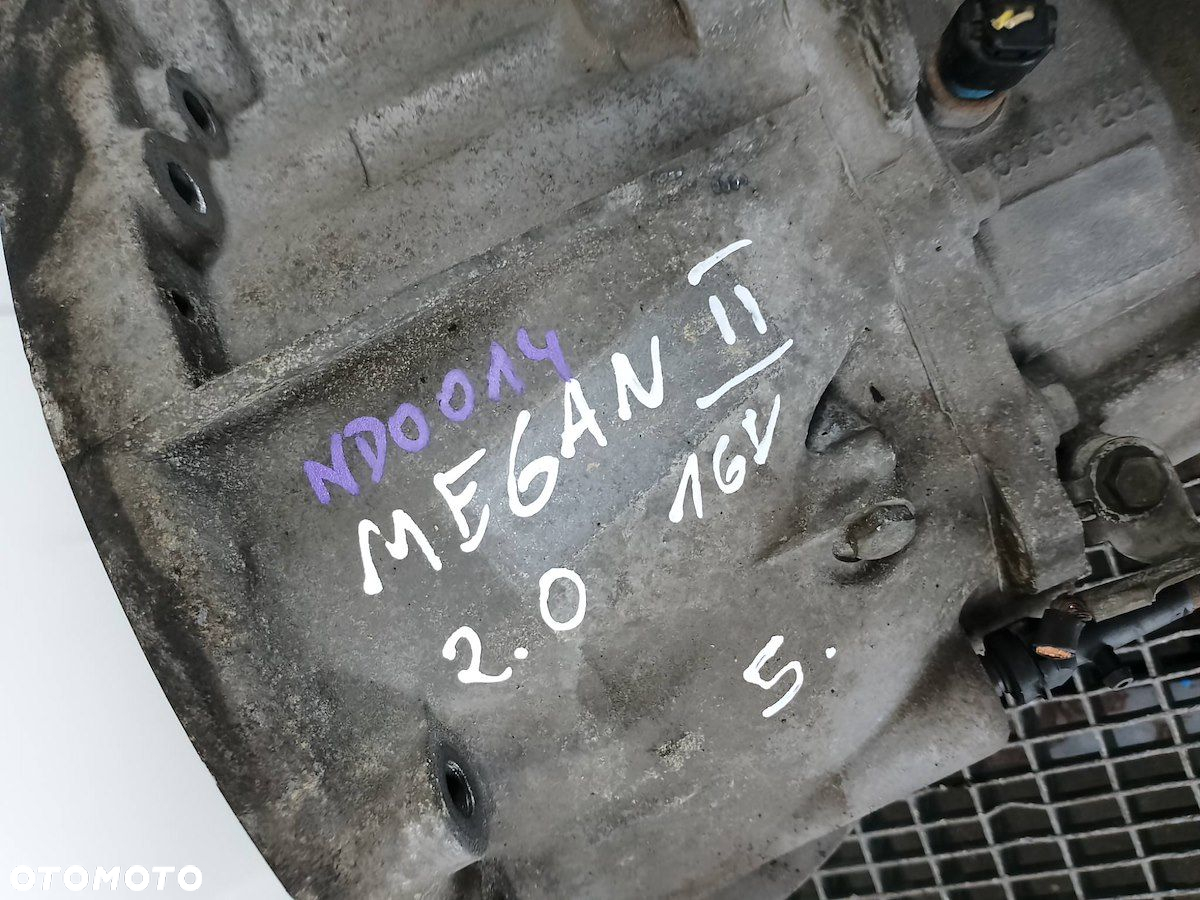 ND0014
MEGAN II
2.0 16V
5.
OTOMOTO